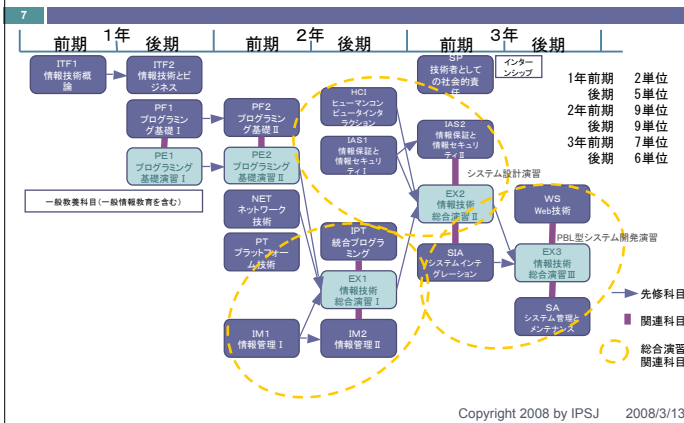 7
1年
2年
3年
前期
後期
前期
後期
前期
後期
ITF1
情報技術概
論
ITF2
情報技術とビ
ジネス
SP
技術者として
の社会的責
任
インター
ンシップ
1年前期 2単位
後期 5単位
2年前期 9単位
後期 9単位
3年前期 7単位
後期 6単位
PF1
プログラミン
グ基礎Ⅰ
PF2
プログラミン
グ基礎Ⅱ
HCI
ヒューマンコン
ピュータインタ
ラクション
PE1
プログラミング
基礎演習Ⅰ
PE2
プログラミング
基礎演習Ⅱ
IAS1
情報保証と
情報セキュリ
ティⅠ
IAS2
情報保証と
情報セキュリ
ティⅡ
システム設計演習
一般教養科目(一般情報教育を含む)
NET
ネットワーク
技術
EX2
情報技術
総合演習Ⅱ
WS
Web技術
PT
プラットフォー
ム技術
IPT
統合プログラ
ミング
PBL型システム開発演習
SIA
システムインテ
グレーション
EX3
情報技術
総合演習Ⅲ
EX1
情報技術
総合演習Ⅰ
先修科目
IM1
情報管理Ⅰ
IM2
情報管理Ⅱ
SA
システム管理と
メンテナンス
関連科目
総合演習
関連科目
Copyright 2008 by IPSJ 2008/3/13